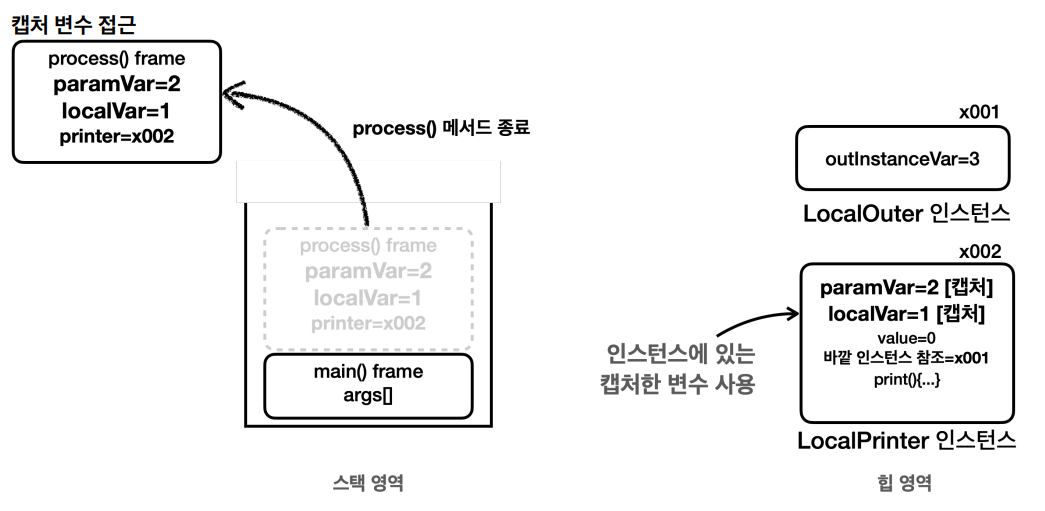 캡처 변수 접근
process() frame
paramVar=2
localVar=1
printer=x002
process() 메서드 종료
process() frame
paramVar=2
localVar=1
printer=x002
main() frame
args[]
스택 영역
x001
outInstanceVar=3
LocalOuter 인스턴스
x002
paramVar=2 [캡처]
localVar=1 [캡처]
value=0
바깥 인스턴스 참조=x001
print(){...}
LocalPrinter 인스턴스
인스턴스에 있는
캡처한 변수 사용
힙 영역